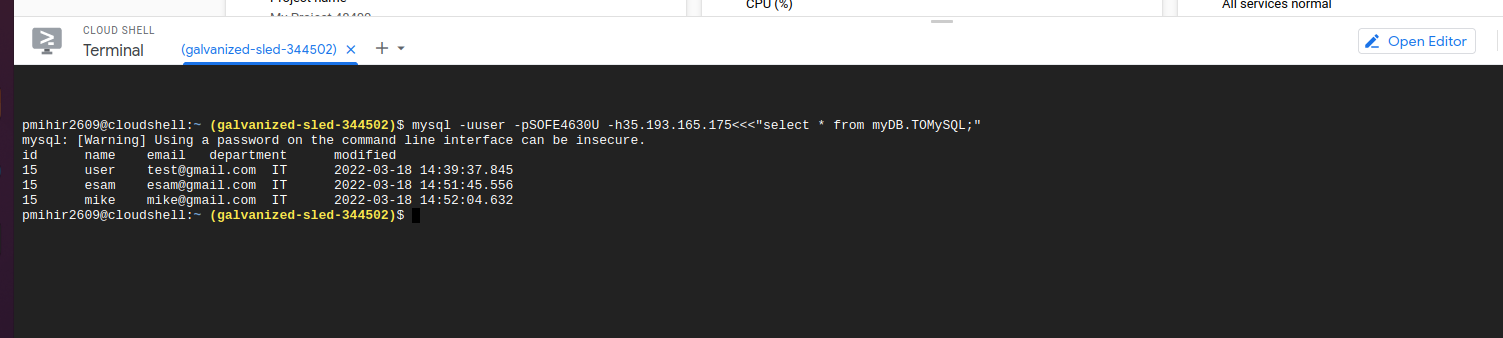 Project name
CPU (%)
All services normal
CLOUD SHELL
Terminal (galvanized-sled-344502)
Open Editor
pmihir2609@cloudshell:~ (galvanized-sled-344502)$ mysql -uuser -pSOFE4630U -h35.193.165.175<<<"select * from myDB.TOMySQL;"
mysql: [Warning] Using a password on the command line interface can be insecure.
id name email department modified
15 user test@gmail.com IT 2022-03-18 14:39:37.845
15 esam esam@gmail.com IT 2022-03-18 14:51:45.556
15 mike mike@gmail.com IT 2022-03-18 14:52:04.632
pmihir2609@cloudshell:~ (galvanized-sled-344502)$